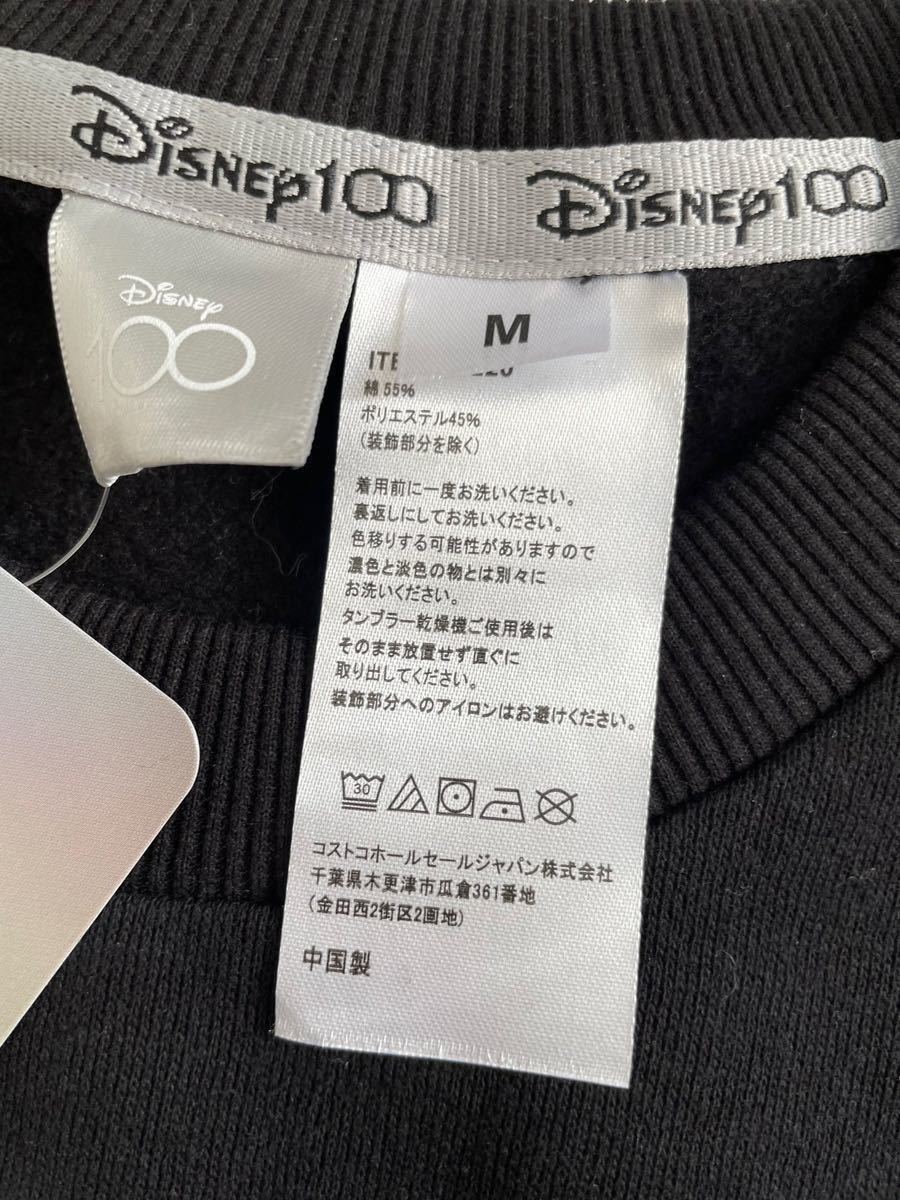 Disney100 Disney100
Disney
100
M
綿 55%
ポリエステル45%
(装飾部分を除く)
着用前に一度お洗いください。
裏返しにしてお洗いください。
色移りする可能性がありますので
濃色と淡色の物とは別々に
お洗いください。
タンブラー乾燥機ご使用後は
そのまま放置せず直ぐに
取り出してください。
装飾部分へのアイロンはお避けください。
30
コストコホールセールジャパン株式会社
千葉県木更津市瓜倉361番地
(金田西2街区2画地)
中国製